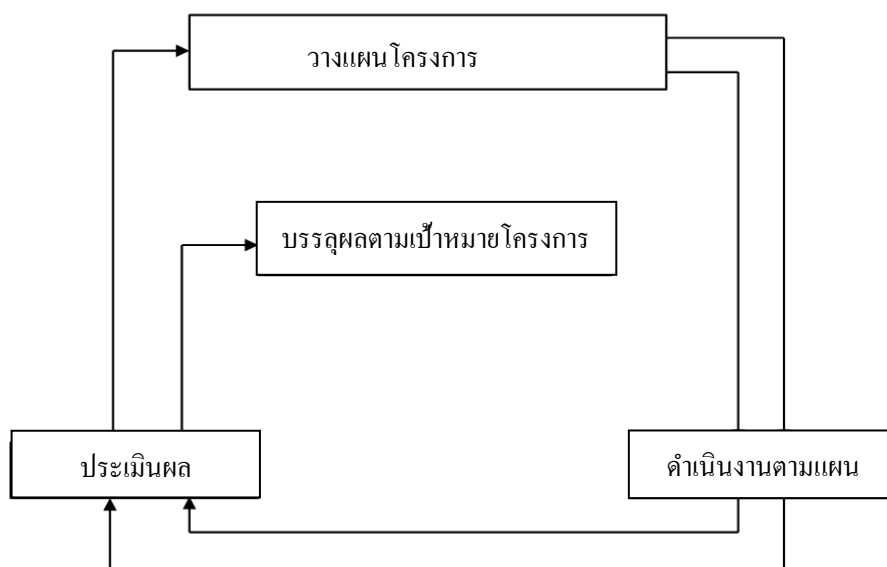 วางแผนโครงการ
บรรลุผลตามเป้าหมายโครงการ
ประเมินผล
ดำเนินงานตามแผน